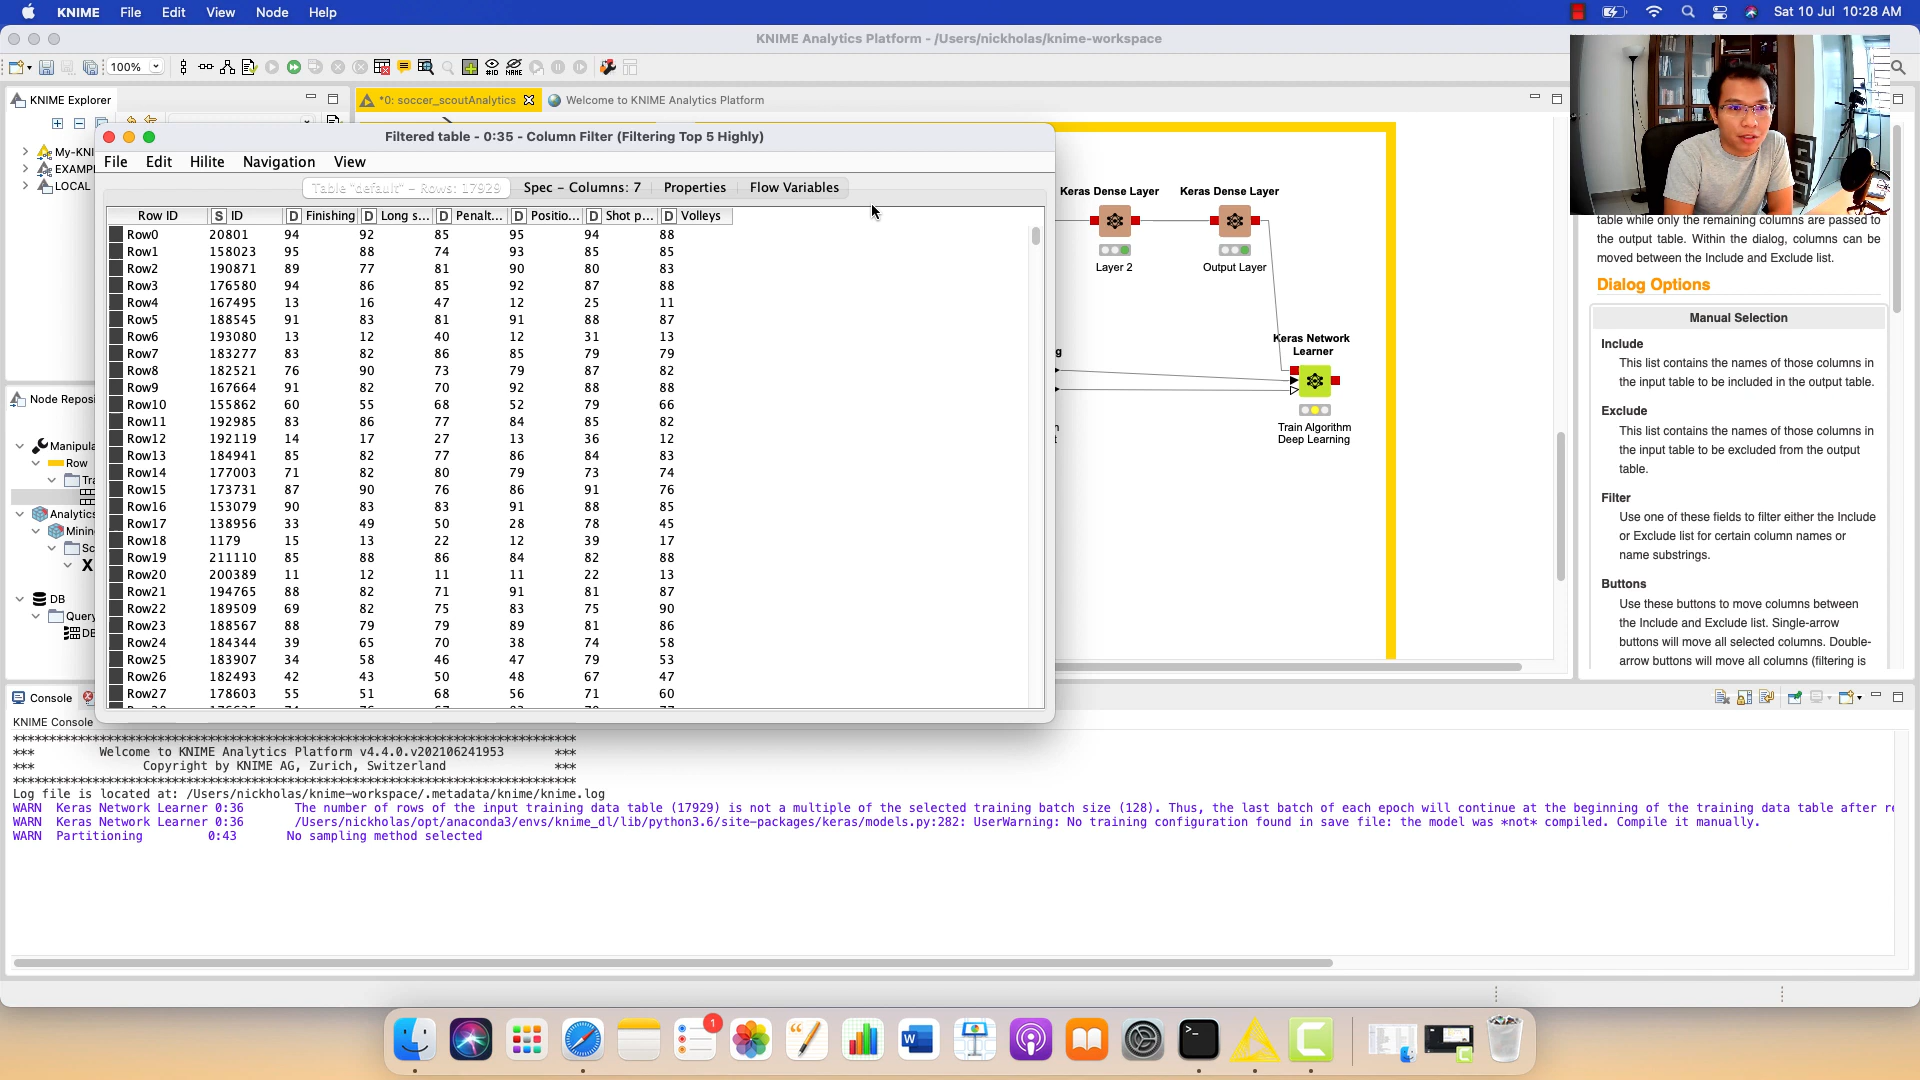 KNIME File Edit View Node Help
Sat 10 Jul 10:28 AM
KNIME Analytics Platform - /Users/nickholas/knime-workspace
100%
KNIME Explorer
*0: soccer_scoutAnalytics
Welcome to KNIME Analytics Platform
My-KNI
EXAMPL
LOCAL
Node Reposi
Manipula
Row
Tra
Analytics
Minin
Sc
X
DB
Query
DB
Filtered table - 0:35 - Column Filter (Filtering Top 5 Highly)
File Edit Hilite Navigation View
Table "default" - Rows: 17929 Spec - Columns: 7 Properties Flow Variables
Row ID S ID D Finishing D Long s... D Penalt... D Positio... D Shot p... D Volleys
Row0 20801 94 92 85 95 94 88
Row1 158023 95 88 74 93 85 85
Row2 190871 89 77 81 90 80 83
Row3 176580 94 86 85 92 87 88
Row4 167495 13 16 47 12 25 11
Row5 188545 91 83 81 91 88 87
Row6 193080 13 12 40 12 31 13
Row7 183277 83 82 86 85 79 79
Row8 182521 76 90 73 79 87 82
Row9 167664 91 82 70 92 88 88
Row10 155862 60 55 68 52 79 66
Row11 192985 83 86 77 84 85 82
Row12 192119 14 17 27 13 36 12
Row13 184941 85 82 77 86 84 83
Row14 177003 71 82 80 79 73 74
Row15 173731 87 90 76 86 91 76
Row16 153079 90 83 83 91 88 85
Row17 138956 33 49 50 28 78 45
Row18 1179 15 13 22 12 39 17
Row19 211110 85 88 86 84 82 88
Row20 200389 11 12 11 11 22 13
Row21 194765 88 82 71 91 81 87
Row22 189509 69 82 75 83 75 90
Row23 188567 88 79 79 89 81 86
Row24 184344 39 65 70 38 74 58
Row25 183907 34 58 46 47 79 53
Row26 182493 42 43 50 48 67 47
Row27 178603 55 51 68 56 71 60
Keras Dense Layer
Layer 2
Keras Dense Layer
Output Layer
Keras Network
Learner
Train Algorithm
Deep Learning
g
table while only the remaining columns are passed to
the output table. Within the dialog, columns can be
moved between the Include and Exclude list.
Dialog Options
Manual Selection
Include
This list contains the names of those columns in
the input table to be included in the output table.
Exclude
This list contains the names of those columns in
the input table to be excluded from the output
table.
Filter
Use one of these fields to filter either the Include
or Exclude list for certain column names or
name substrings.
Buttons
Use these buttons to move columns between
the Include and Exclude list. Single-arrow
buttons will move all selected columns. Double-
arrow buttons will move all columns (filtering is
Console
KNIME Console
********************************************************************************
*** Welcome to KNIME Analytics Platform v4.4.0.v202106241953 ***
*** Copyright by KNIME AG, Zurich, Switzerland ***
********************************************************************************
Log file is located at: /Users/nickholas/knime-workspace/.metadata/knime/knime.log
WARN Keras Network Learner 0:36 The number of rows of the input training data table (17929) is not a multiple of the selected training batch size (128). Thus, the last batch of each epoch will continue at the beginning of the training data table after re
WARN Keras Network Learner 0:36 /Users/nickholas/opt/anaconda3/envs/knime_dl/lib/python3.6/site-packages/keras/models.py:282: UserWarning: No training configuration found in save file: the model was *not* compiled. Compile it manually.
WARN Partitioning 0:43 No sampling method selected
1